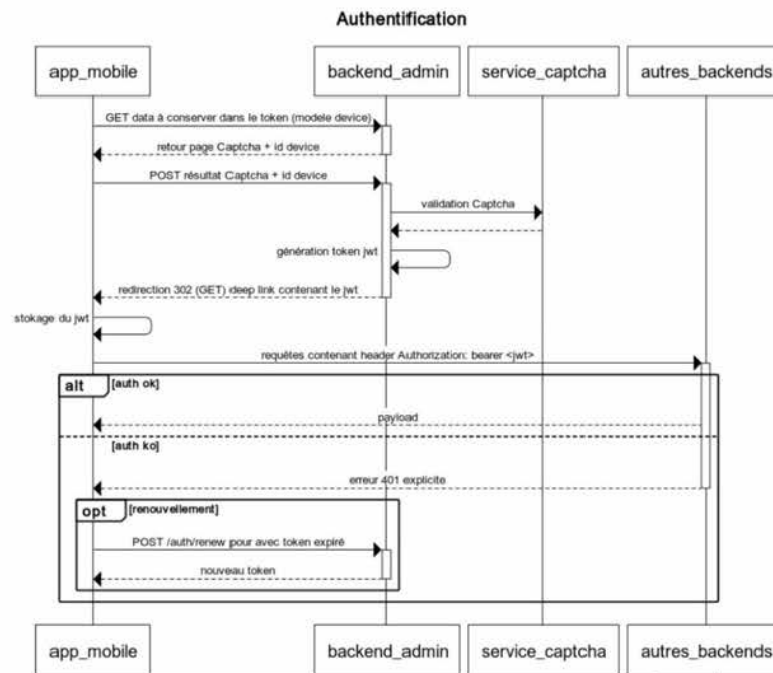 Authentification
app_mobile
backend_admin
service_captcha
autres_backends
GET data à conserver dans le token (modele device)
retour page Captcha + id device
POST résultat Captcha + id device
validation Captcha
génération token jwt
redirection 302 (GET) deep link contenant le jwt
stokage du jwt
requêtes contenant header Authorization: bearer <jwt>
alt
[auth ok]
payload
[auth ko]
erreur 401 explicite
opt
[renouvellement]
POST /auth/renew pour avec token expiré
nouveau token
app_mobile
backend_admin
service_captcha
autres_backends